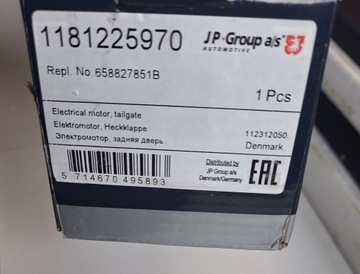 1181225970
JP·Group a/s
AUTOMOTIVE
Repl. No. 658827851B
1 Pcs
Electrical motor, tailgate
Elektromotor, Heckklappe
Электромотор, задняя дверь
112312050
Denmark
5 714670 495893
Distributed by
JP Group a/s
Denmark/Germany
EAC